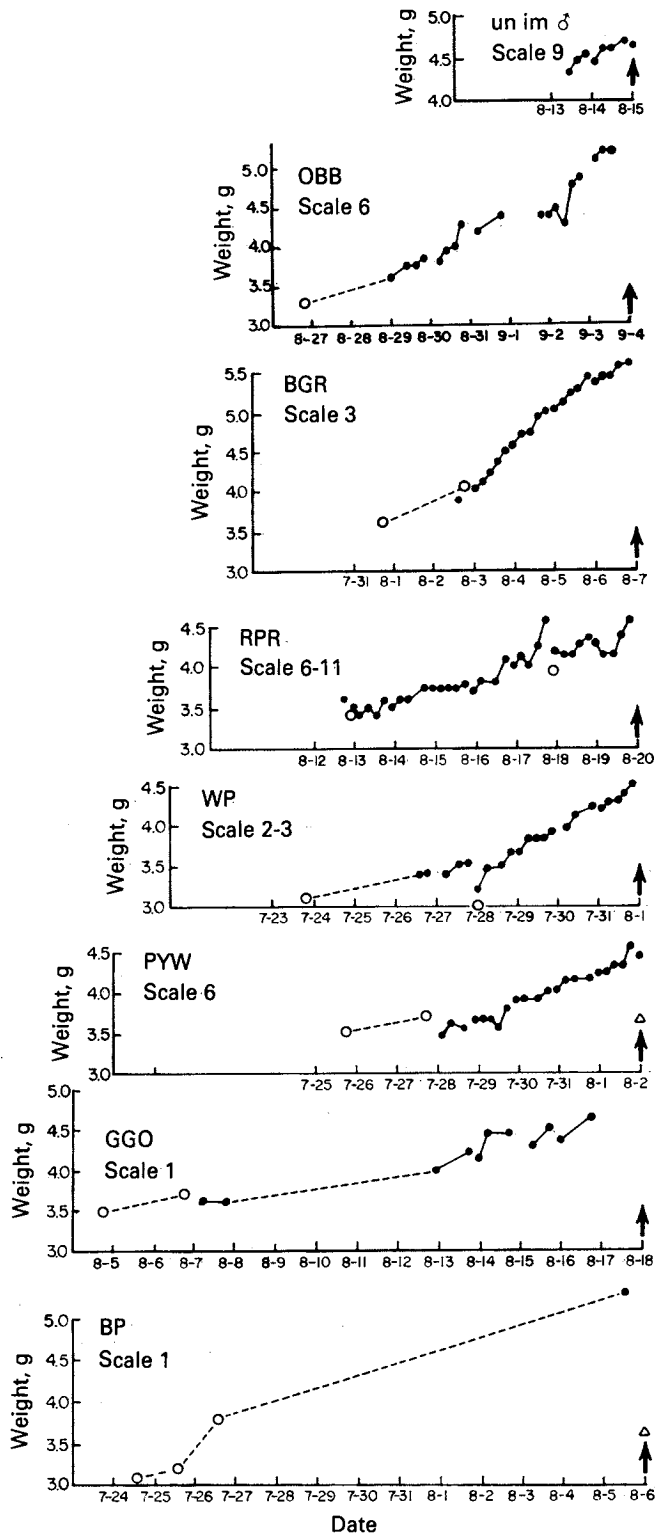 un im ♂
Scale 9
Weight, g
5.0
4.5
4.0
8-13 8-14 8-15
OBB
Scale 6
Weight, g
5.0
4.5
4.0
3.5
3.0
8-27 8-28 8-29 8-30 8-31 9-1 9-2 9-3 9-4
BGR
Scale 3
Weight, g
5.5
5.0
4.5
4.0
3.5
3.0
7-31 8-1 8-2 8-3 8-4 8-5 8-6 8-7
RPR
Scale 6-11
Weight, g
4.5
4.0
3.5
3.0
8-12 8-13 8-14 8-15 8-16 8-17 8-18 8-19 8-20
WP
Scale 2-3
Weight, g
4.5
4.0
3.5
3.0
7-23 7-24 7-25 7-26 7-27 7-28 7-29 7-30 7-31 8-1
PYW
Scale 6
Weight, g
4.5
4.0
3.5
3.0
7-25 7-26 7-27 7-28 7-29 7-30 7-31 8-1 8-2
GGO
Scale 1
Weight, g
5.0
4.5
4.0
3.5
3.0
8-5 8-6 8-7 8-8 8-9 8-10 8-11 8-12 8-13 8-14 8-15 8-16 8-17 8-18
BP
Scale 1
Weight, g
5.0
4.5
4.0
3.5
3.0
7-24 7-25 7-26 7-27 7-28 7-29 7-30 7-31 8-1 8-2 8-3 8-4 8-5 8-6
Date